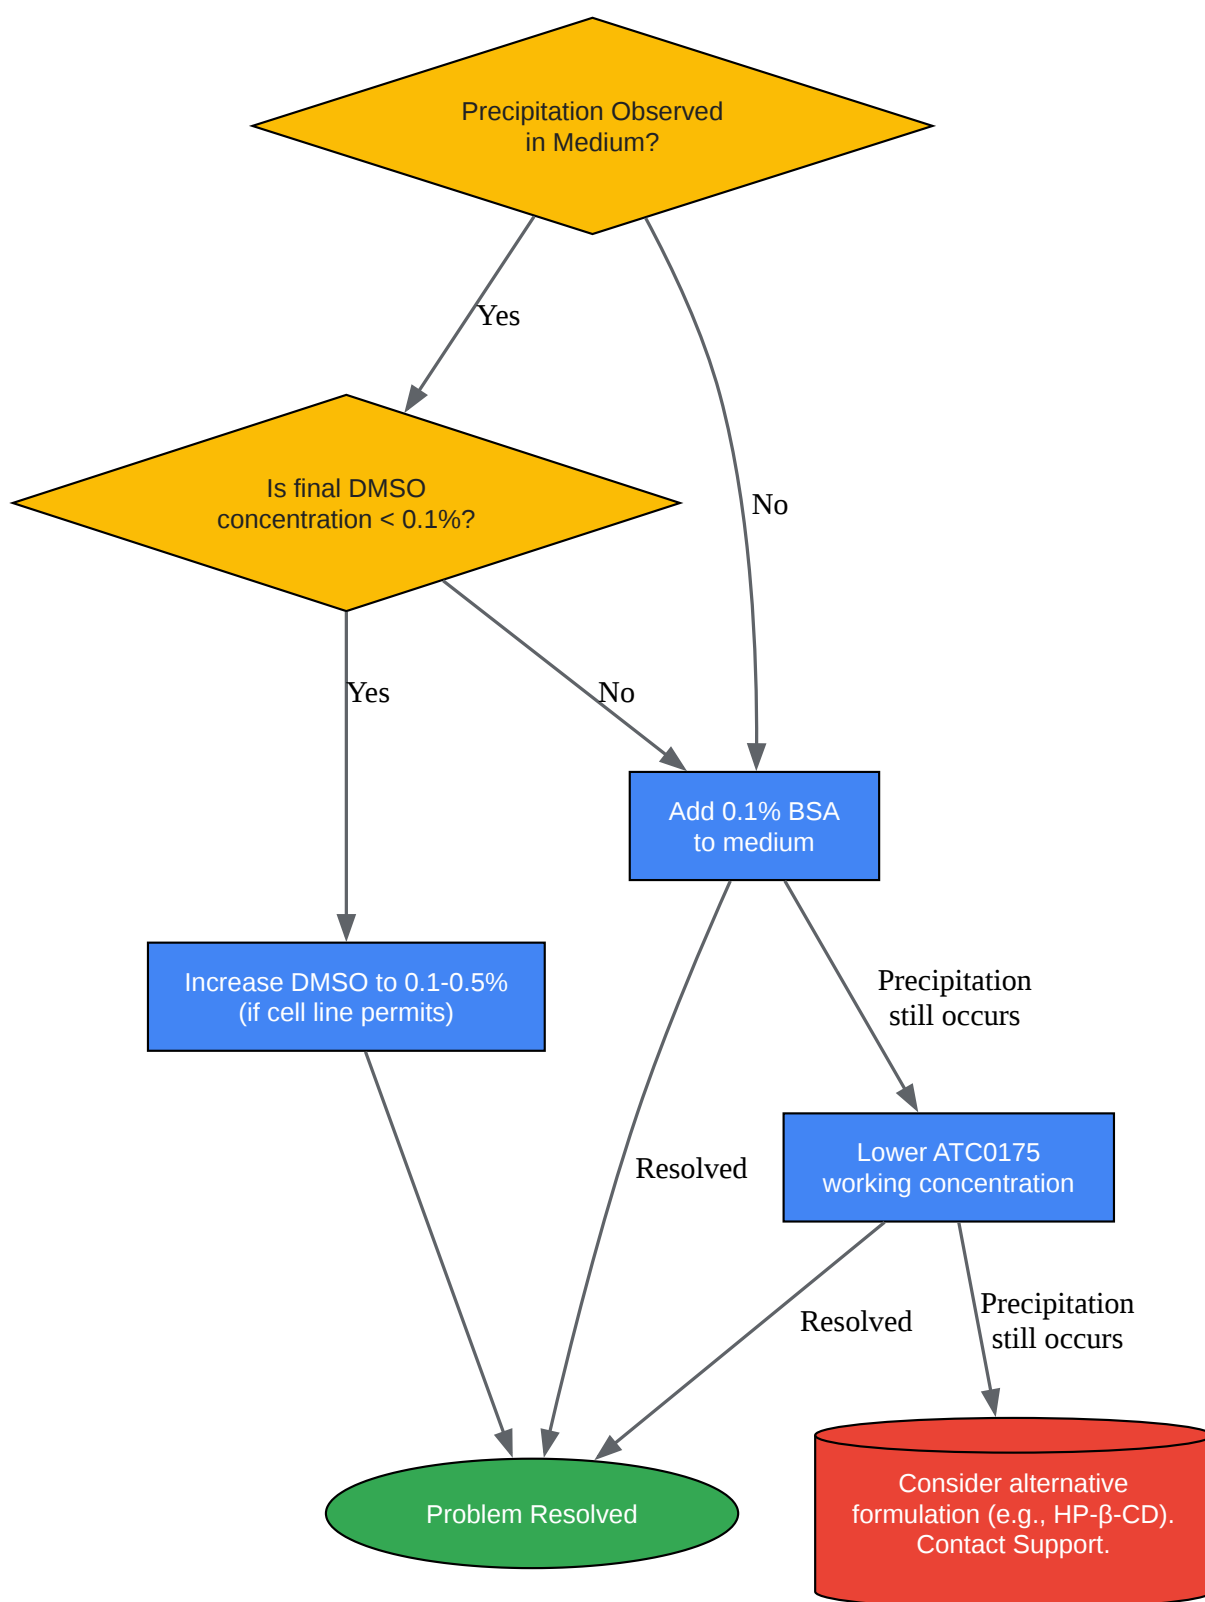 Precipitation Observed
in Medium?
Yes
No
Is final DMSO
concentration < 0.1%?
Yes
No
Add 0.1% BSA
to medium
Increase DMSO to 0.1-0.5%
(if cell line permits)
Precipitation
still occurs
Resolved
Lower ATC0175
working concentration
Resolved
Precipitation
still occurs
Problem Resolved
Consider alternative
formulation (e.g., HP-β-CD).
Contact Support.